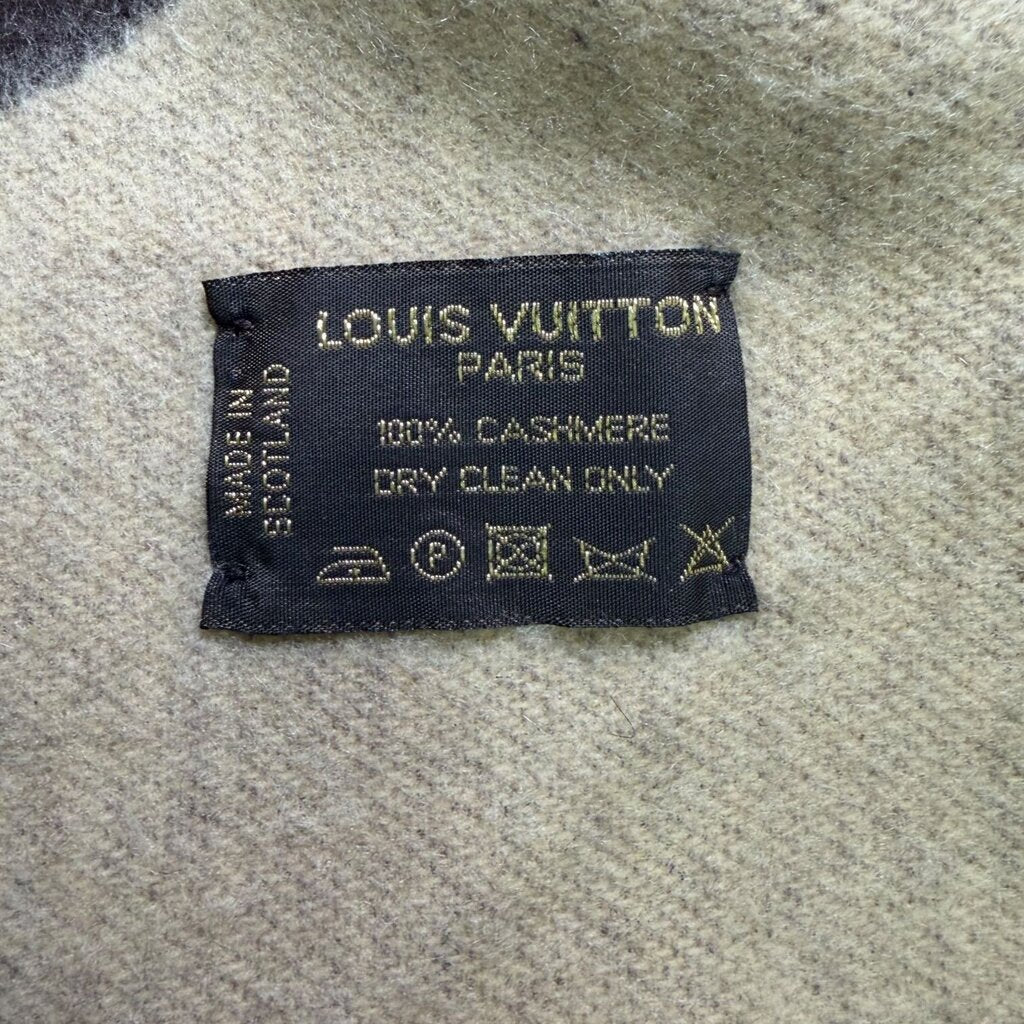 LOUIS VUITTON
PARIS
100% CASHMERE
DRY CLEAN ONLY
MADE IN
SCOTLAND
P